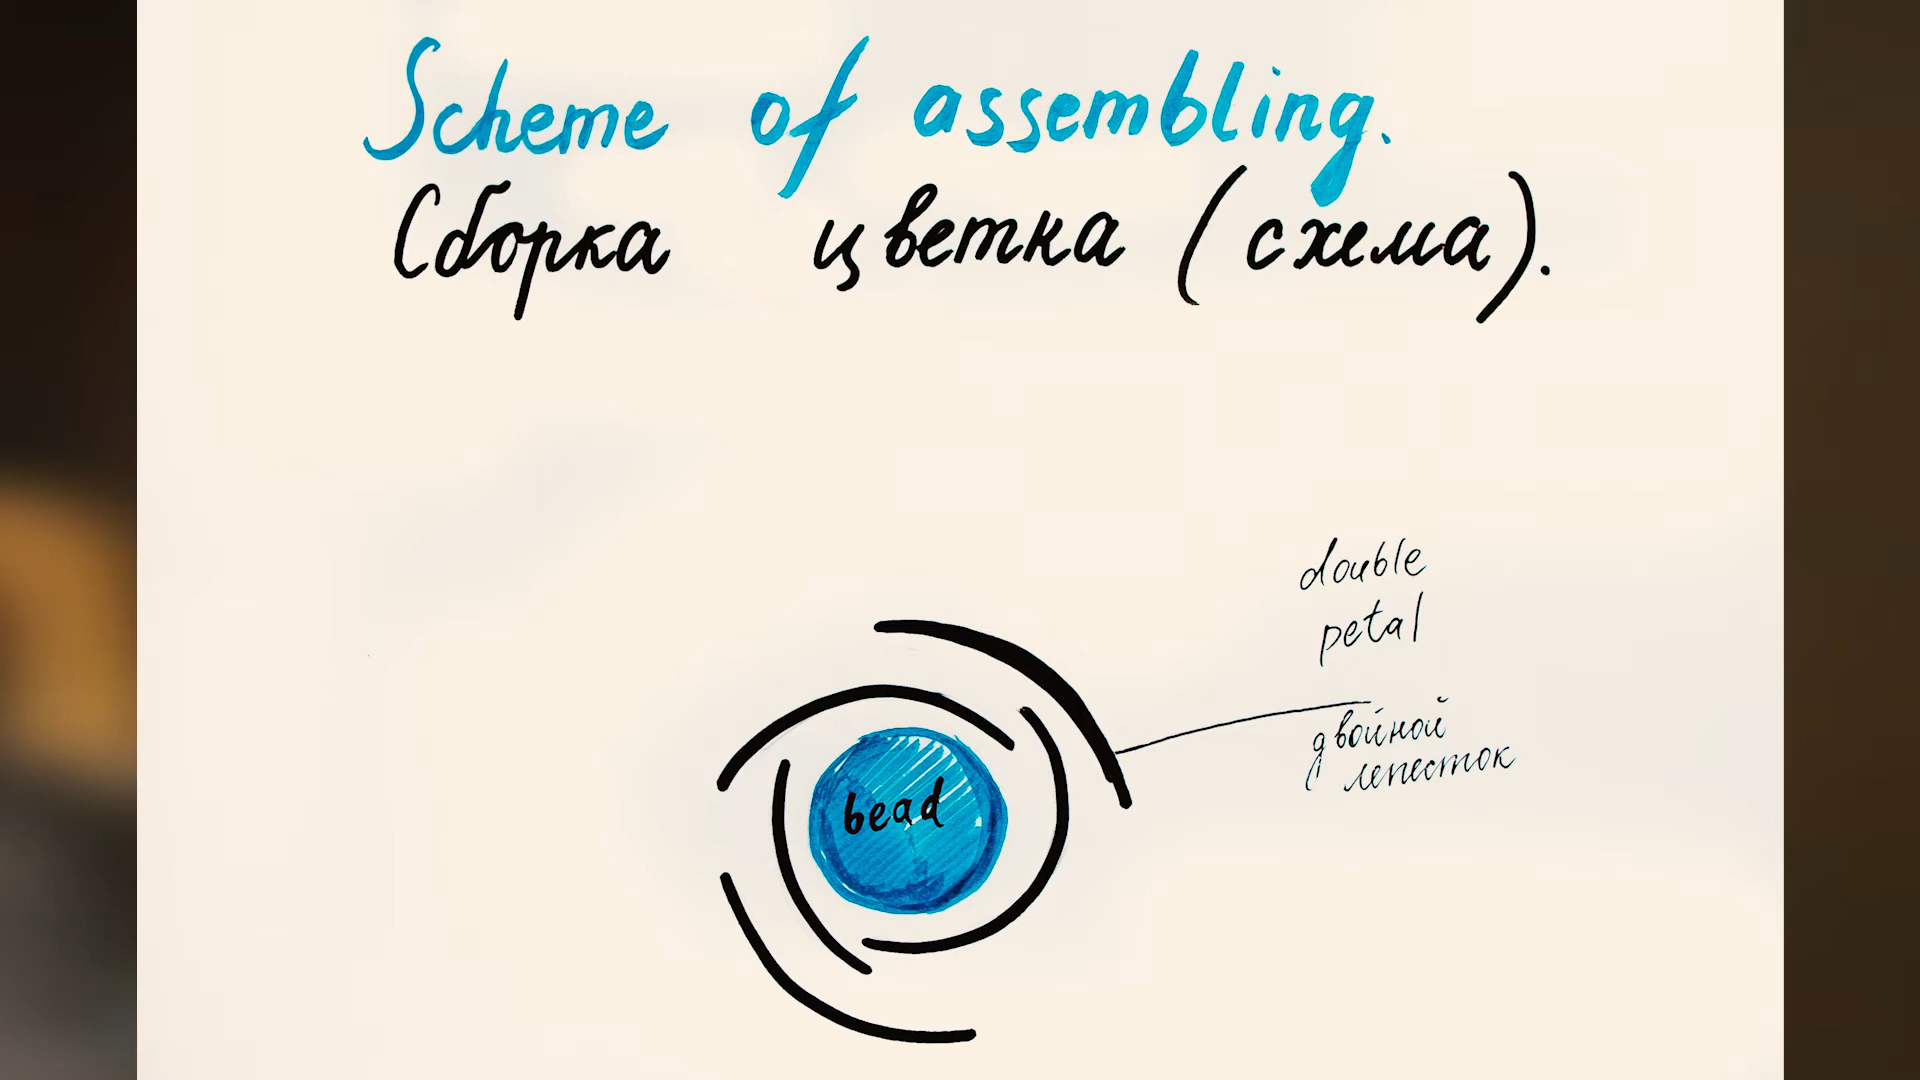 Scheme of assembling.
Сборка цветка (схема).
double
petal
двойной
лепесток
bead